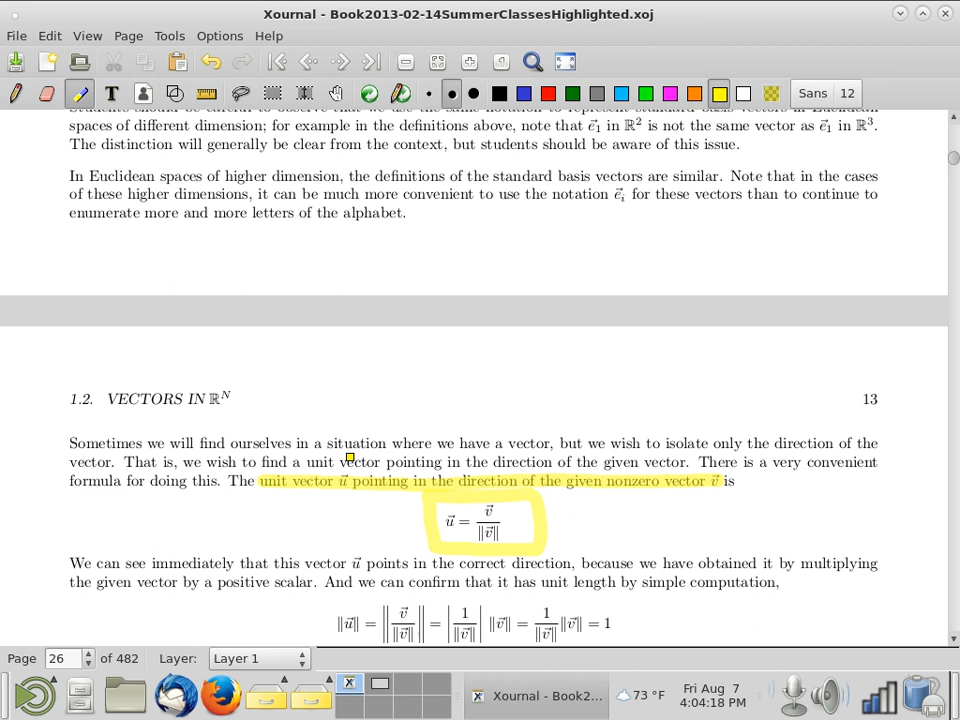 Xournal - Book2013-02-14SummerClassesHighlighted.xoj
File Edit View Page Tools Options Help
Sans 12
spaces of different dimension; for example in the definitions above, note that e⃗₁ in ℝ² is not the same vector as e⃗₁ in ℝ³.
The distinction will generally be clear from the context, but students should be aware of this issue.
In Euclidean spaces of higher dimension, the definitions of the standard basis vectors are similar. Note that in the cases
of these higher dimensions, it can be much more convenient to use the notation e⃗ᵢ for these vectors than to continue to
enumerate more and more letters of the alphabet.
1.2. VECTORS IN ℝᴺ 13
Sometimes we will find ourselves in a situation where we have a vector, but we wish to isolate only the direction of the
vector. That is, we wish to find a unit vector pointing in the direction of the given vector. There is a very convenient
formula for doing this. The unit vector u⃗ pointing in the direction of the given nonzero vector v⃗ is
u⃗ = v⃗ / ‖v⃗‖
We can see immediately that this vector u⃗ points in the correct direction, because we have obtained it by multiplying
the given vector by a positive scalar. And we can confirm that it has unit length by simple computation,
‖u⃗‖ = ‖ v⃗ / ‖v⃗‖ ‖ = | 1 / ‖v⃗‖ | ‖v⃗‖ = 1 / ‖v⃗‖ ‖v⃗‖ = 1
Page 26 of 482 Layer: Layer 1
Xournal - Book2... 73 °F Fri Aug 7
4:04:18 PM